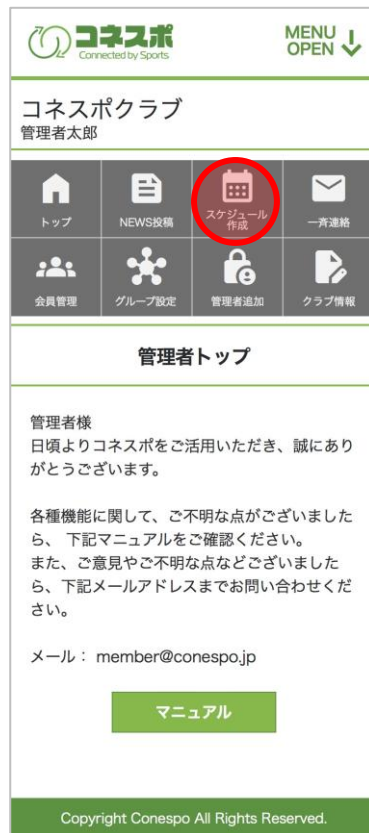 コネスポ
Connected by Sports
MENU
OPEN
コネスポクラブ
管理者太郎
トップ
NEWS投稿
スケジュール
作成
一斉連絡
会員管理
グループ設定
管理者追加
クラブ情報
管理者トップ
管理者様
日頃よりコネスポをご活用いただき、誠にあり
がとうございます。
各種機能に関して、ご不明な点がございました
ら、 下記マニュアルをご確認ください。
また、ご意見やご不明な点などございました
ら、下記メールアドレスまでお問い合わせくだ
さい。
メール： member@conespo.jp
マニュアル
Copyright Conespo All Rights Reserved.